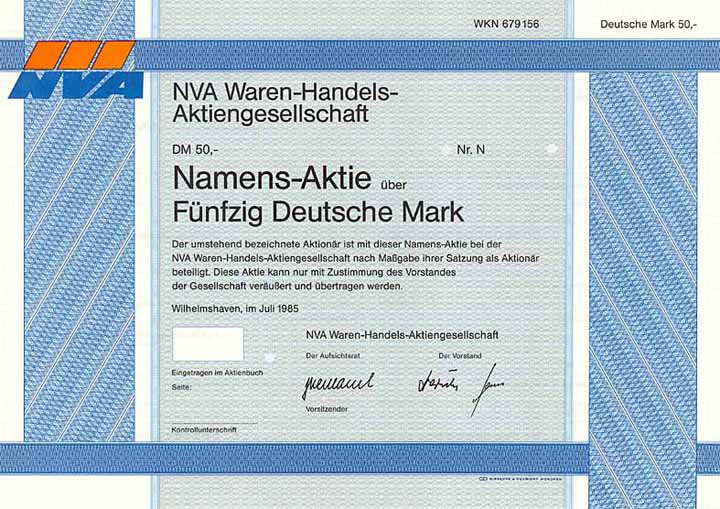 WKN 679156
Deutsche Mark 50,-
NVA
NVA Waren-Handels-
Aktiengesellschaft
DM 50,-
Nr. N
Namens-Aktie über
Fünfzig Deutsche Mark
Der umstehend bezeichnete Aktionär ist mit dieser Namens-Aktie bei der
NVA Waren-Handels-Aktiengesellschaft nach Maßgabe ihrer Satzung als Aktionär
beteiligt. Diese Aktie kann nur mit Zustimmung des Vorstandes
der Gesellschaft veräußert und übertragen werden.
Wilhelmshaven, im Juli 1985
NVA Waren-Handels-Aktiengesellschaft
Der Aufsichtsrat
Der Vorstand
Eingetragen im Aktienbuch
Seite:
Vorsitzender
Kontrollunterschrift